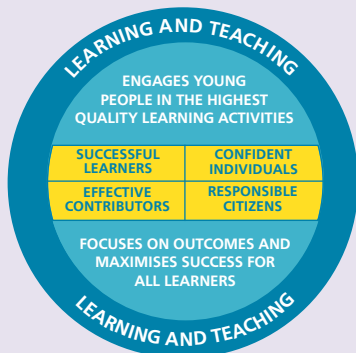 LEARNING AND TEACHING
ENGAGES YOUNG
PEOPLE IN THE HIGHEST
QUALITY LEARNING ACTIVITIES
SUCCESSFUL
LEARNERS
CONFIDENT
INDIVIDUALS
EFFECTIVE
CONTRIBUTORS
RESPONSIBLE
CITIZENS
FOCUSES ON OUTCOMES AND
MAXIMISES SUCCESS FOR
ALL LEARNERS
LEARNING AND TEACHING